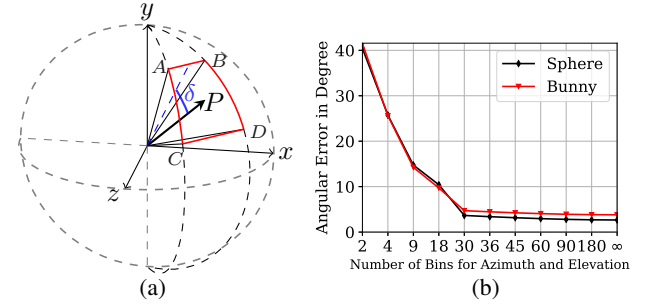 y
A
B
δ
P
D
C
x
z
(a)
Angular Error in Degree
40
30
20
10
0
Sphere
Bunny
2 4 9 18 30 36 45 60 90 180 ∞
Number of Bins for Azimuth and Elevation
(b)